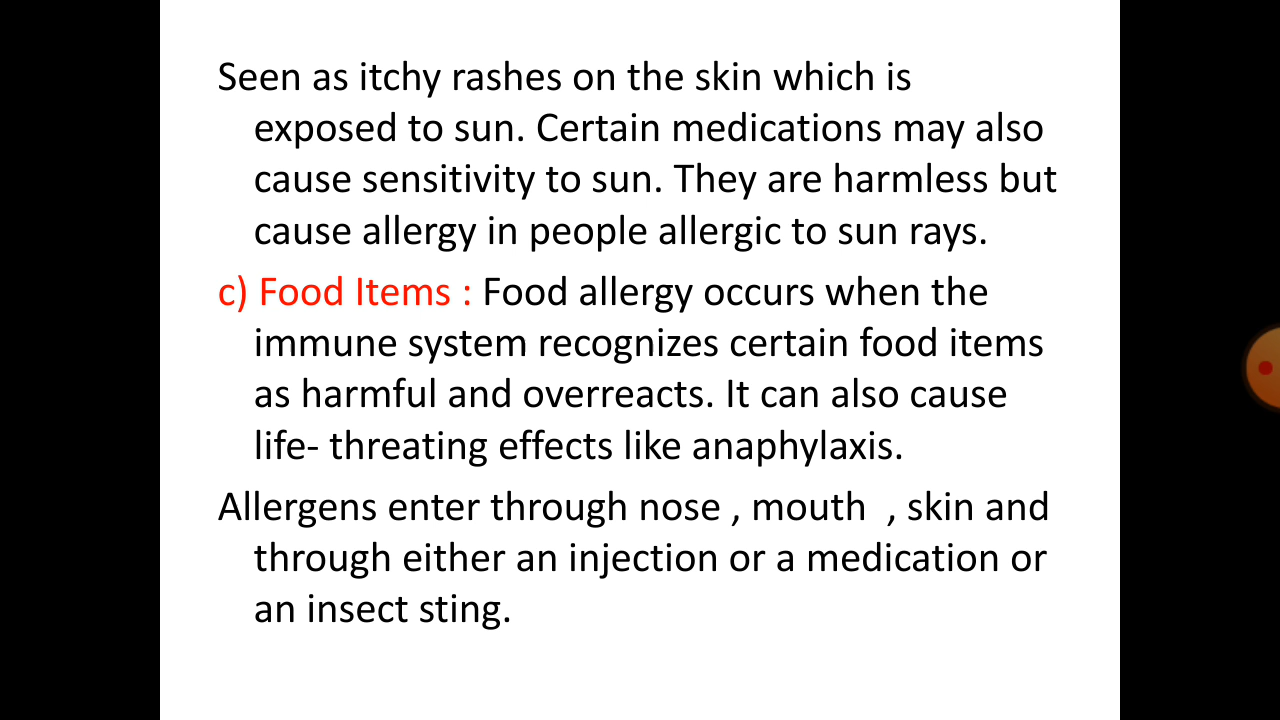 Seen as itchy rashes on the skin which is
exposed to sun. Certain medications may also
cause sensitivity to sun. They are harmless but
cause allergy in people allergic to sun rays.
c) Food Items : Food allergy occurs when the
immune system recognizes certain food items
as harmful and overreacts. It can also cause
life- threating effects like anaphylaxis.
Allergens enter through nose , mouth  , skin and
through either an injection or a medication or
an insect sting.